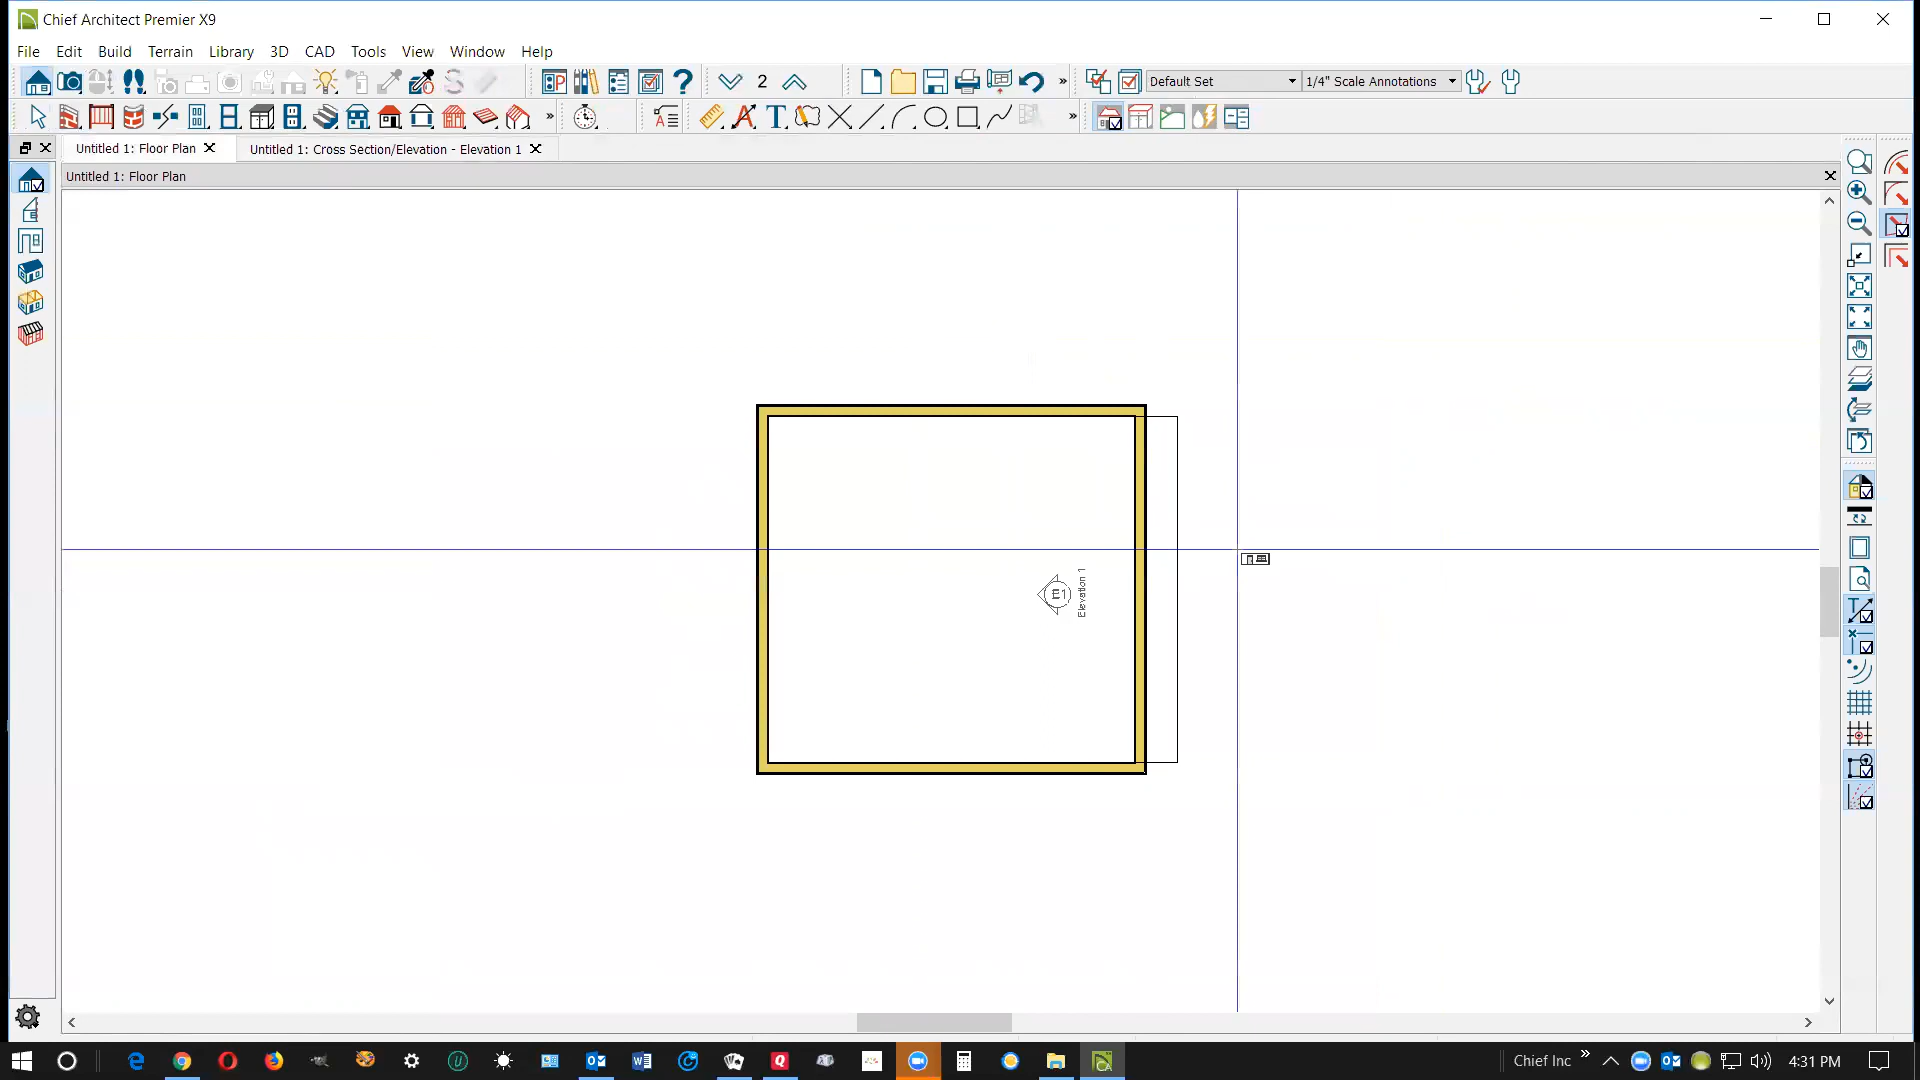 Chief Architect Premier X9
File Edit Build Terrain Library 3D CAD Tools View Window Help
2 » Default Set 1/4" Scale Annotations
» »
Untitled 1: Floor Plan Untitled 1: Cross Section/Elevation - Elevation 1
Untitled 1: Floor Plan
E1
Elevation 1
Chief Inc » 4:31 PM